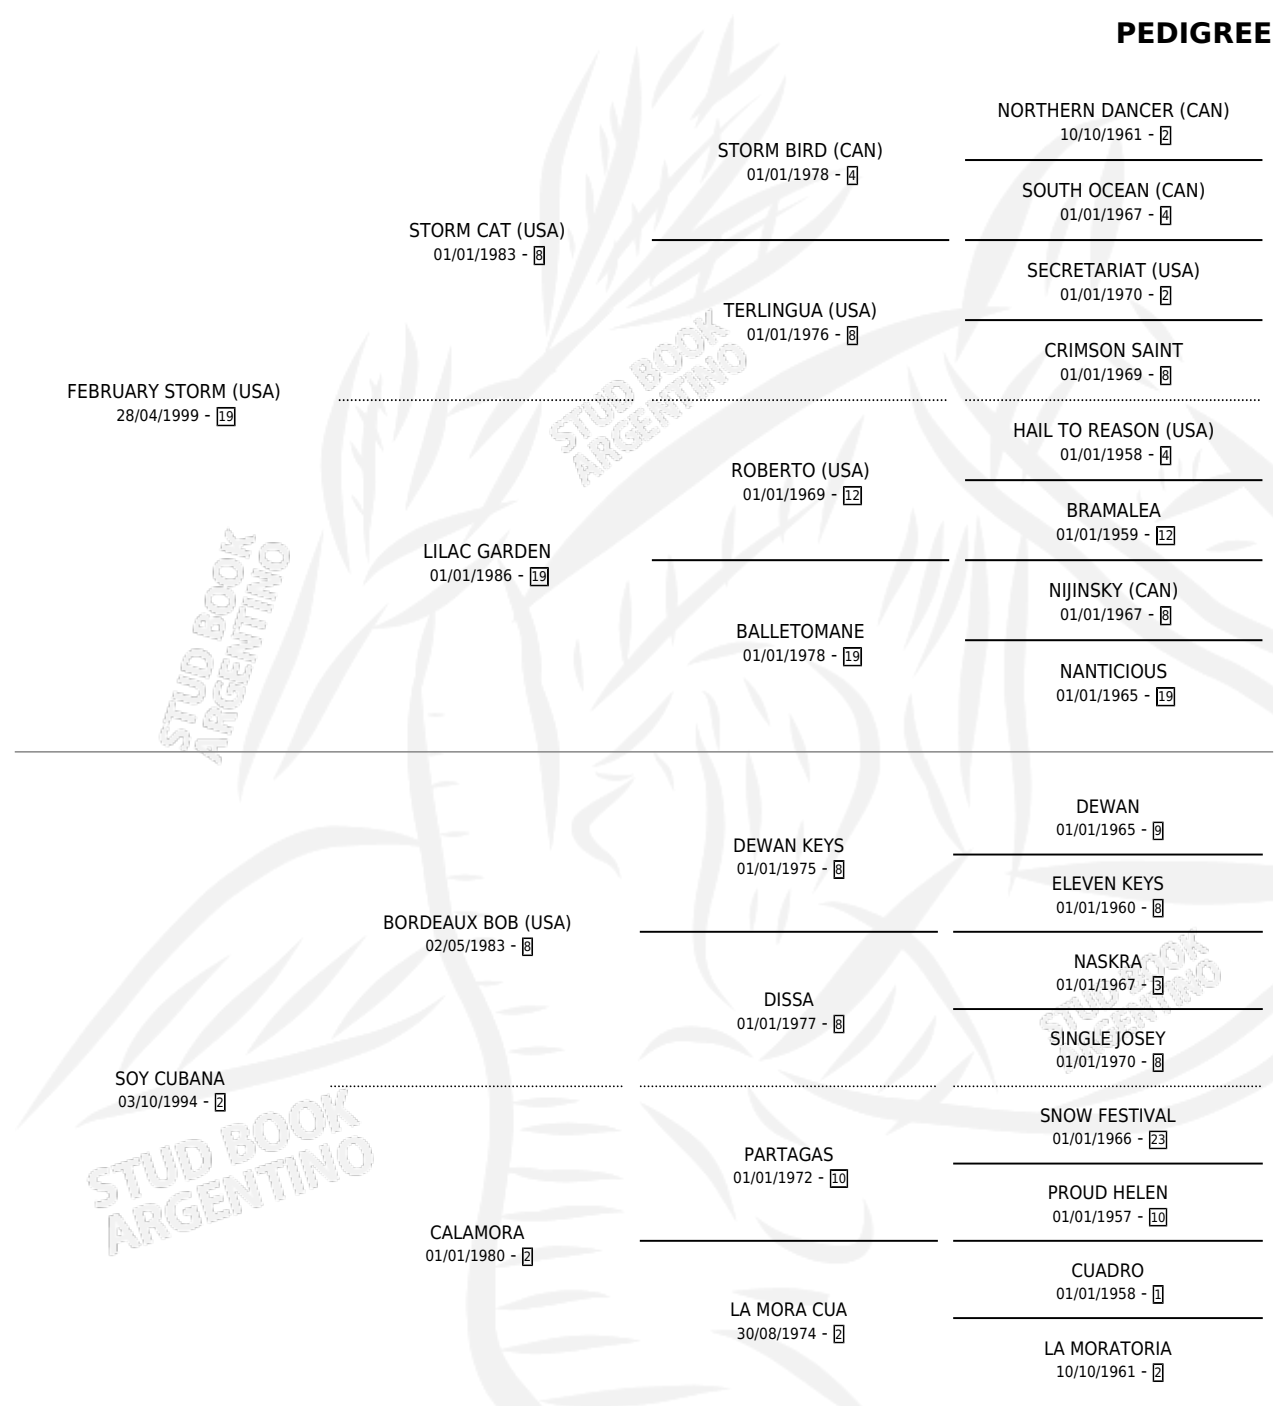 PEDIGREE
NORTHERN DANCER (CAN)
10/10/1961 - 2
STORM BIRD (CAN)
01/01/1978 - 4
SOUTH OCEAN (CAN)
01/01/1967 - 4
STORM CAT (USA)
01/01/1983 - 8
SECRETARIAT (USA)
01/01/1970 - 2
TERLINGUA (USA)
01/01/1976 - 8
CRIMSON SAINT
01/01/1969 - 8
FEBRUARY STORM (USA)
28/04/1999 - 19
HAIL TO REASON (USA)
01/01/1958 - 4
ROBERTO (USA)
01/01/1969 - 12
BRAMALEA
01/01/1959 - 12
LILAC GARDEN
01/01/1986 - 19
NIJINSKY (CAN)
01/01/1967 - 8
BALLETOMANE
01/01/1978 - 19
NANTICIOUS
01/01/1965 - 19
DEWAN
01/01/1965 - 9
DEWAN KEYS
01/01/1975 - 8
ELEVEN KEYS
01/01/1960 - 8
BORDEAUX BOB (USA)
02/05/1983 - 8
NASKRA
01/01/1967 - 3
DISSA
01/01/1977 - 8
SINGLE JOSEY
01/01/1970 - 8
SOY CUBANA
03/10/1994 - 2
SNOW FESTIVAL
01/01/1966 - 23
PARTAGAS
01/01/1972 - 10
PROUD HELEN
01/01/1957 - 10
CALAMORA
01/01/1980 - 2
CUADRO
01/01/1958 - 1
LA MORA CUA
30/08/1974 - 2
LA MORATORIA
10/10/1961 - 2
STUD BOOK
ARGENTINO
STUD BOOK
ARGENTINO
STUD BOOK
ARGENTINO
STUD BOOK
ARGENTINO